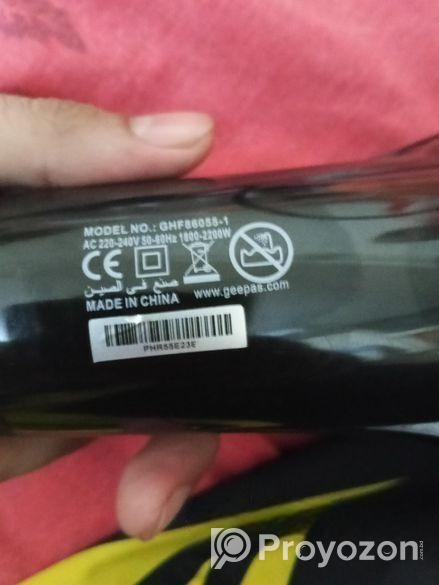 MODEL NO.: GHF86058-1
AC 220-240V 50-60Hz 1800-2200W
CE
صنع في الصين
www.geepas.com
MADE IN CHINA
PHR55E23E
Proyozon